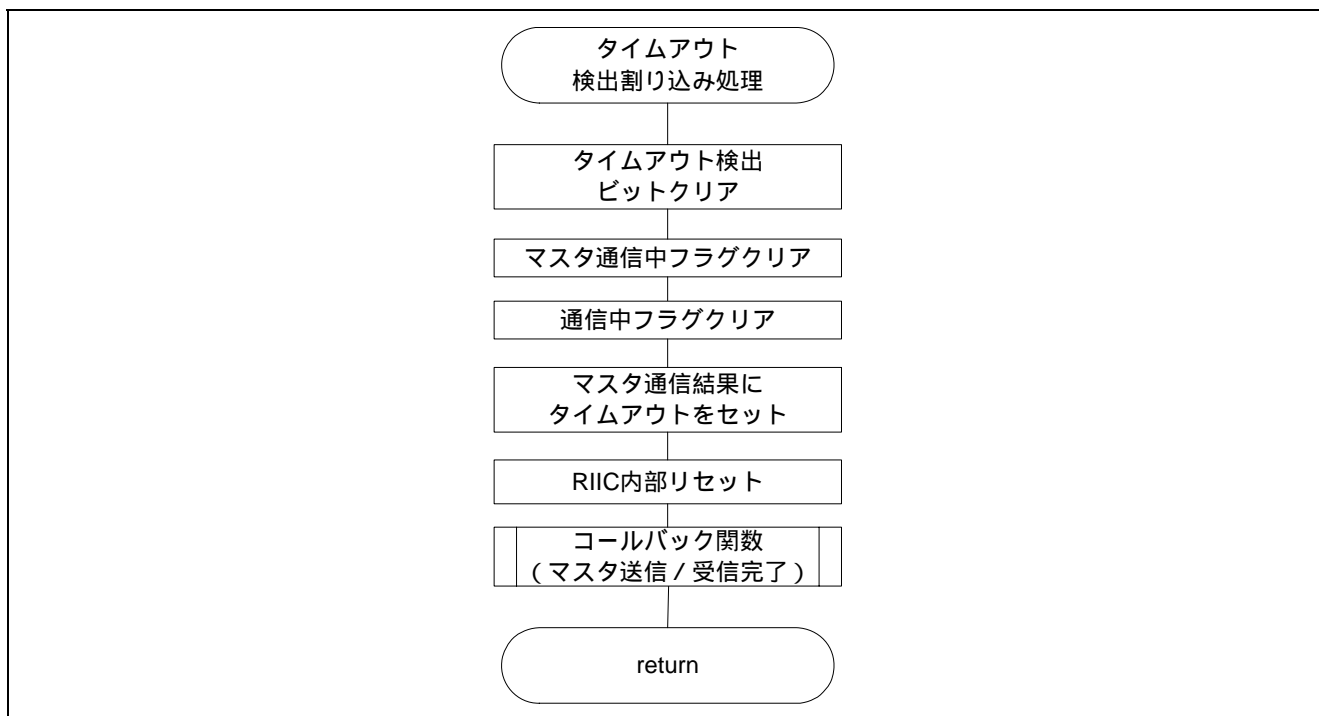 タイムアウト
検出割り込み処理
タイムアウト検出
ビットクリア
マスタ通信中フラグクリア
通信中フラグクリア
マスタ通信結果に
タイムアウトをセット
RIIC内部リセット
コールバック関数
(マスタ送信/受信完了)
return